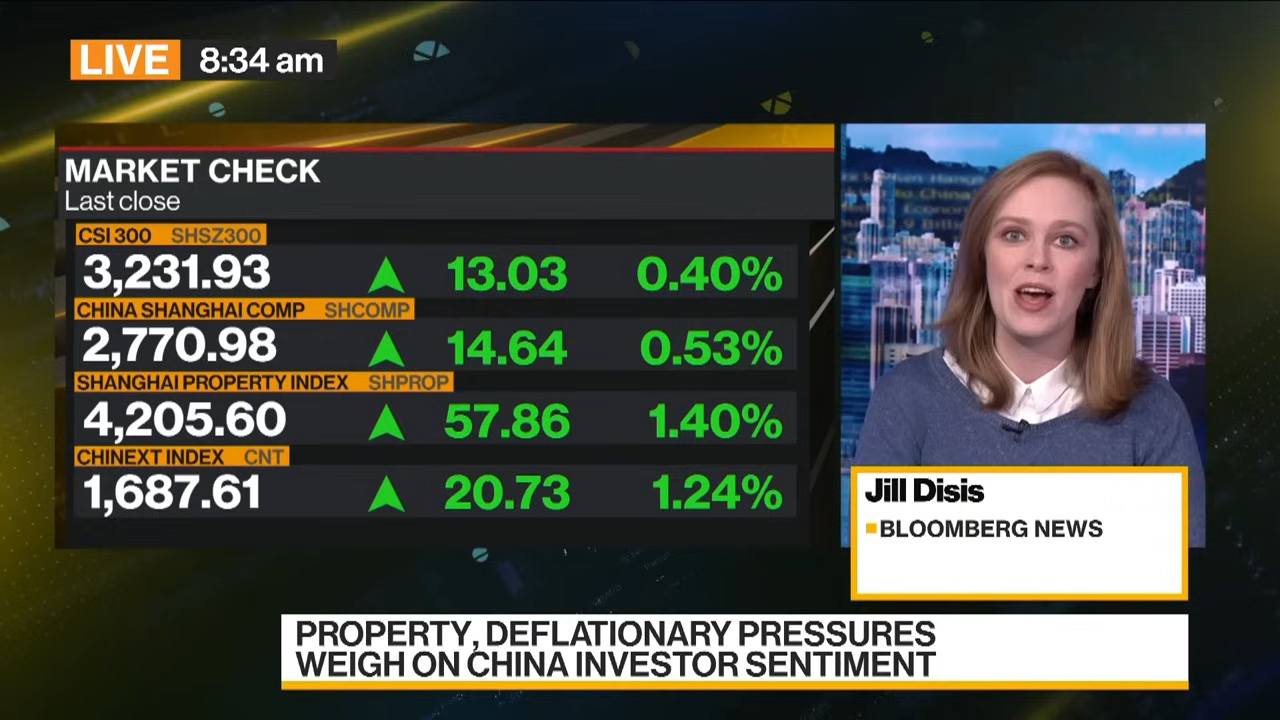 LIVE 8:34 am
MARKET CHECK
Last close
CSI 300 SHSZ300
3,231.93 13.03 0.40%
CHINA SHANGHAI COMP SHCOMP
2,770.98 14.64 0.53%
SHANGHAI PROPERTY INDEX SHPROP
4,205.60 57.86 1.40%
CHINEXT INDEX CNT
1,687.61 20.73 1.24%
Jill Disis
BLOOMBERG NEWS
PROPERTY, DEFLATIONARY PRESSURES
WEIGH ON CHINA INVESTOR SENTIMENT